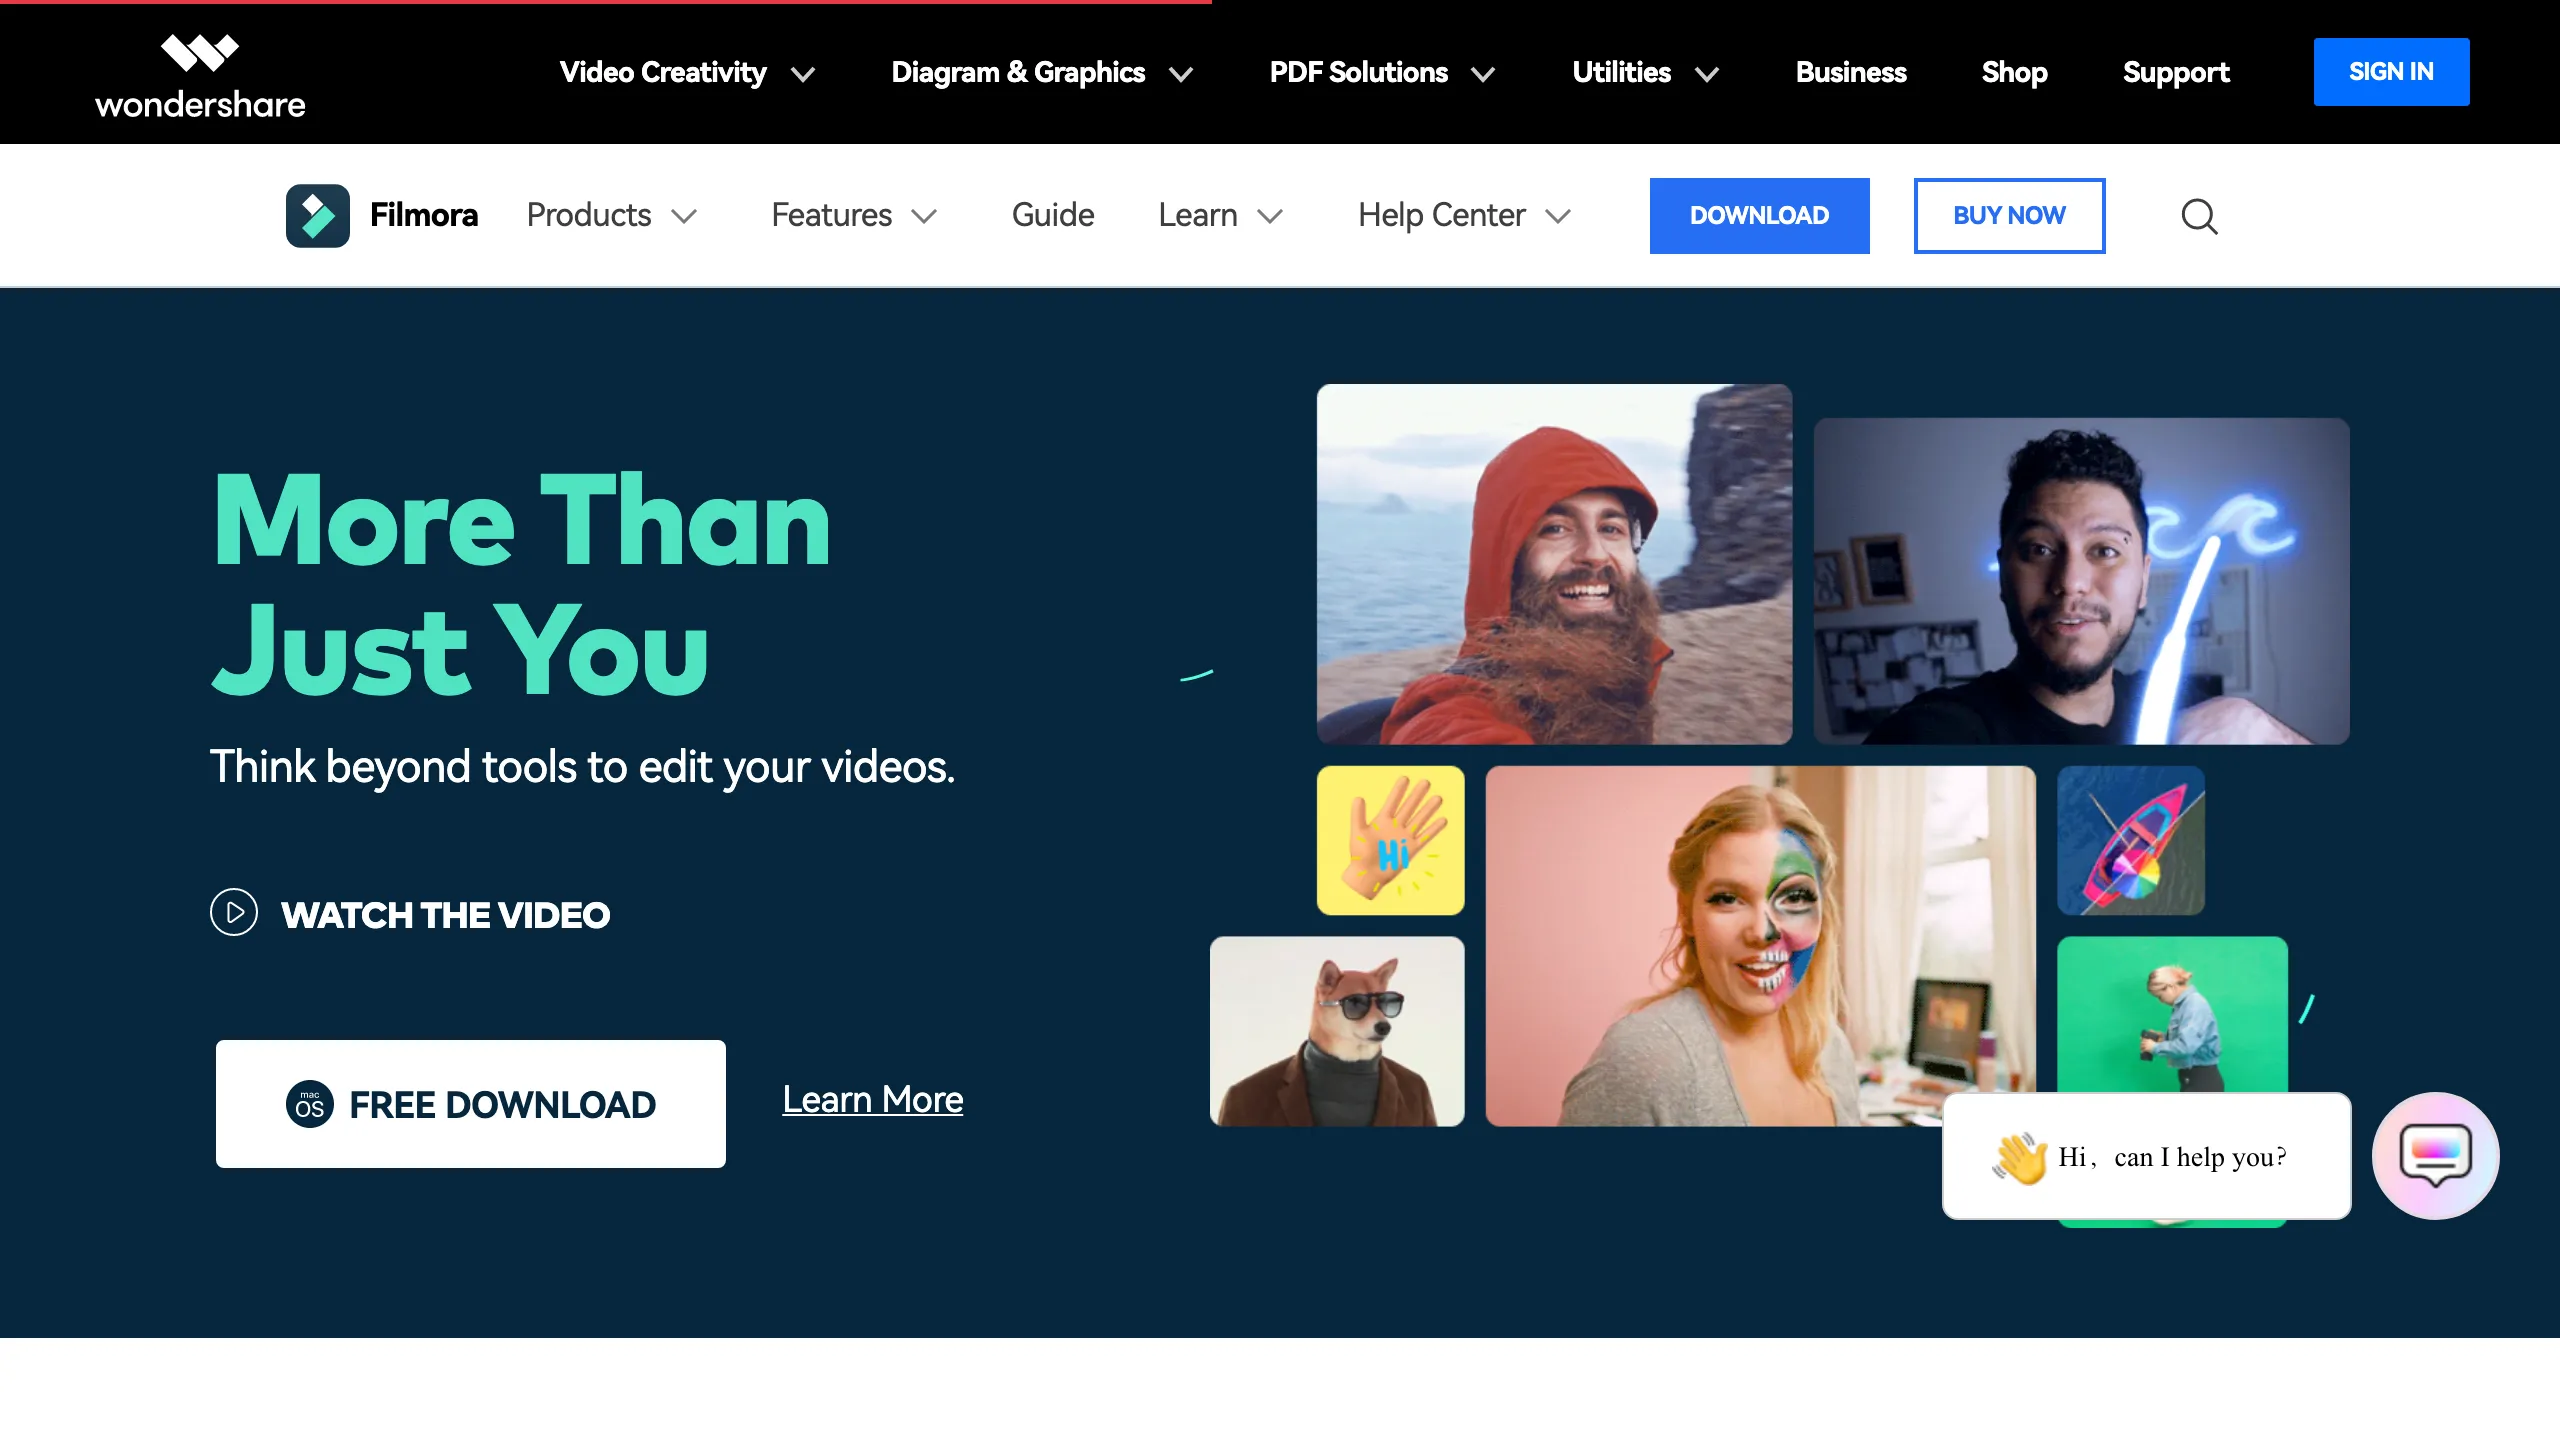 wondershare
Video Creativity
Diagram & Graphics
PDF Solutions
Utilities
Business
Shop
Support
SIGN IN
Filmora
Products
Features
Guide
Learn
Help Center
DOWNLOAD
BUY NOW
More Than
Just You
Think beyond tools to edit your videos.
WATCH THE VIDEO
mac
OS
FREE DOWNLOAD
Learn More
Hi
Hi， can I help you?